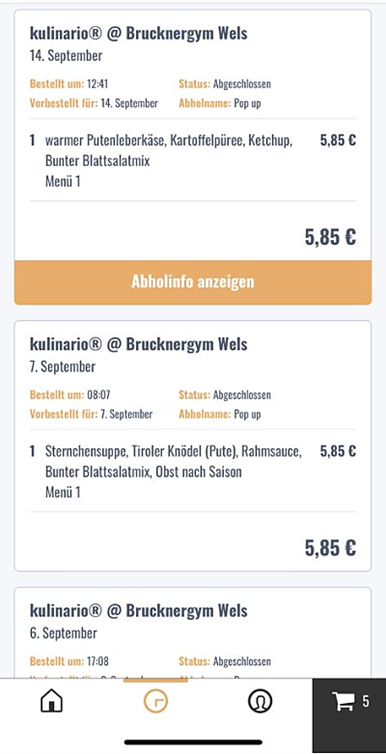 kulinario® @ Brucknergym Wels
14. September
Bestellt um: 12:41 Status: Abgeschlossen
Vorbestellt für: 14. September Abholname: Pop up
1 warmer Putenleberkäse, Kartoffelpüree, Ketchup, 5,85 €
Bunter Blattsalatmix
Menü 1
5,85 €
Abholinfo anzeigen
kulinario® @ Brucknergym Wels
7. September
Bestellt um: 08:07 Status: Abgeschlossen
Vorbestellt für: 7. September Abholname: Pop up
1 Sternchensuppe, Tiroler Knödel (Pute), Rahmsauce, 5,85 €
Bunter Blattsalatmix, Obst nach Saison
Menü 1
5,85 €
kulinario® @ Brucknergym Wels
6. September
Bestellt um: 17:08 Status: Abgeschlossen
5